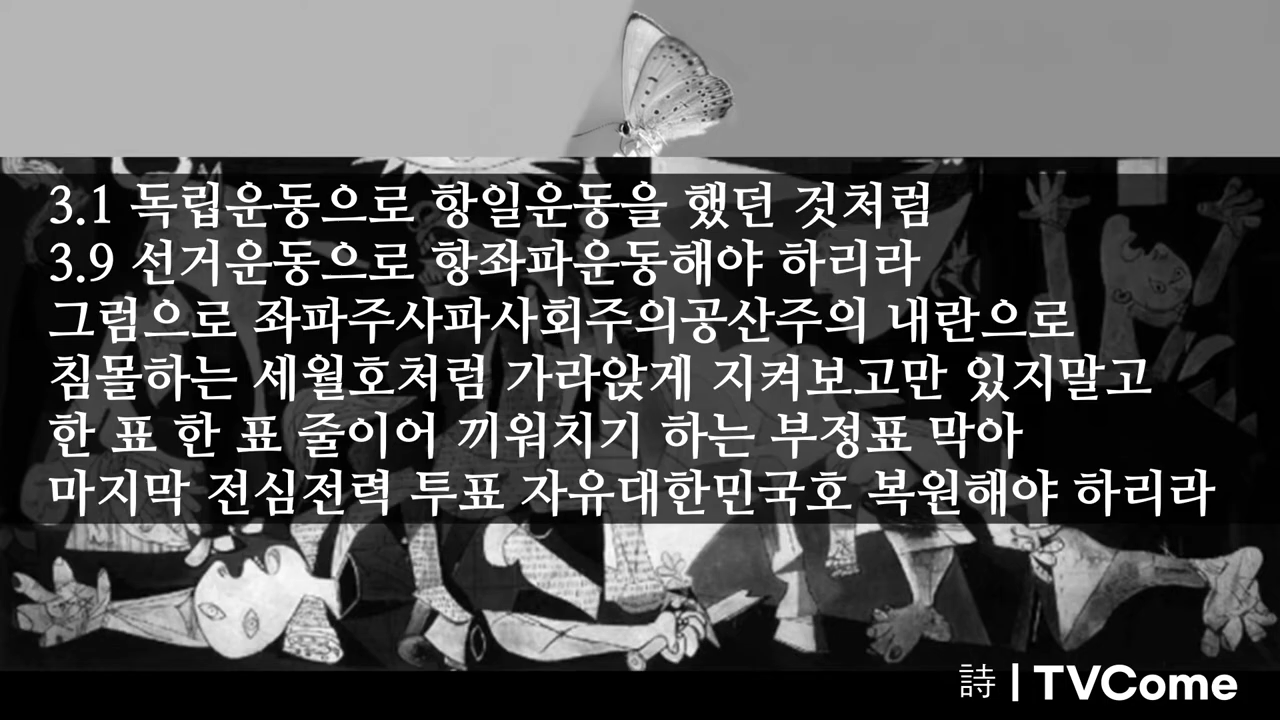 3.1 독립운동으로 항일운동을 했던 것처럼
3.9 선거운동으로 항좌파운동해야 하리라
그럼으로 좌파주사파사회주의공산주의 내란으로
침몰하는 세월호처럼 가라앉게 지켜보고만 있지말고
한 표 한 표 줄이어 끼워치기 하는 부정표 막아
마지막 전심전력 투표 자유대한민국호 복원해야 하리라
詩 | TVCome